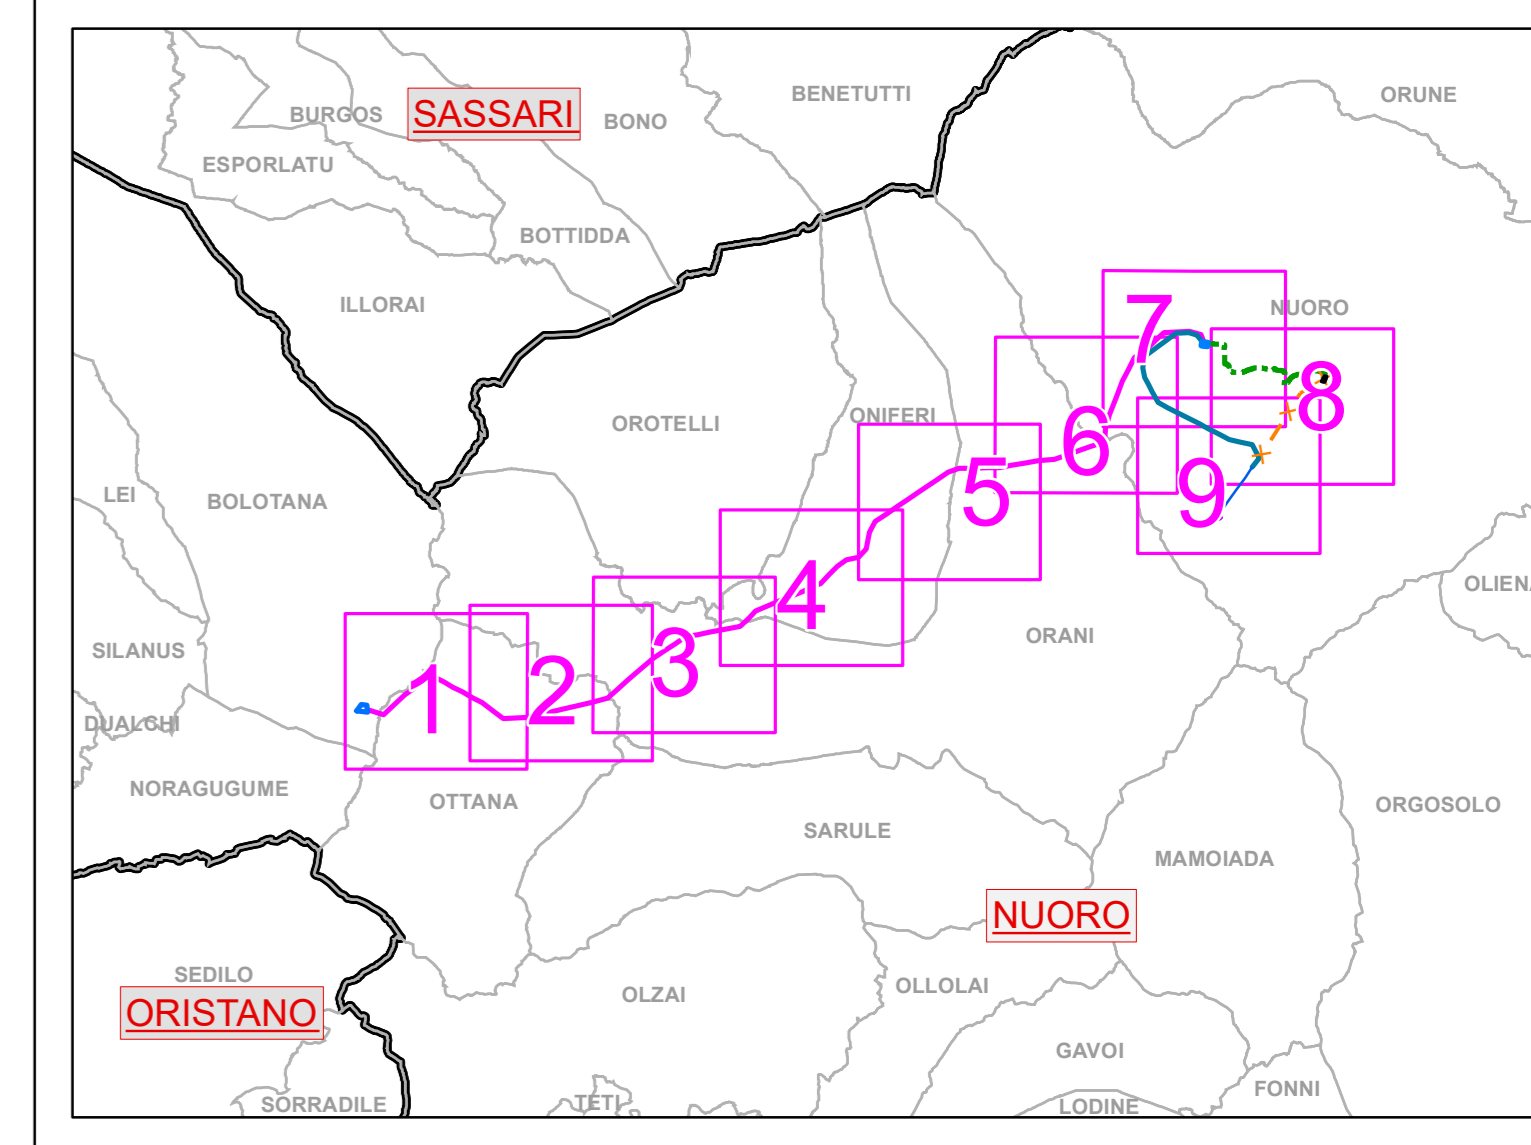 BENETUTTI
ORUNE
BURGOS
SASSARI
BONO
ESPORLATU
BOTTIDDA
ILLORAI
NUORO
7
8
OROTELLI
ONIFERI
6
LEI
BOLOTANA
5
9
OLIEN
4
ORANI
SILANUS
3
1
2
DUALCHI
NORAGUGUME
OTTANA
ORGOSOLO
SARULE
MAMOIADA
NUORO
SEDILO
OLLOLAI
OLZAI
ORISTANO
GAVOI
FONNI
SORRADILE
TETI
LODINE